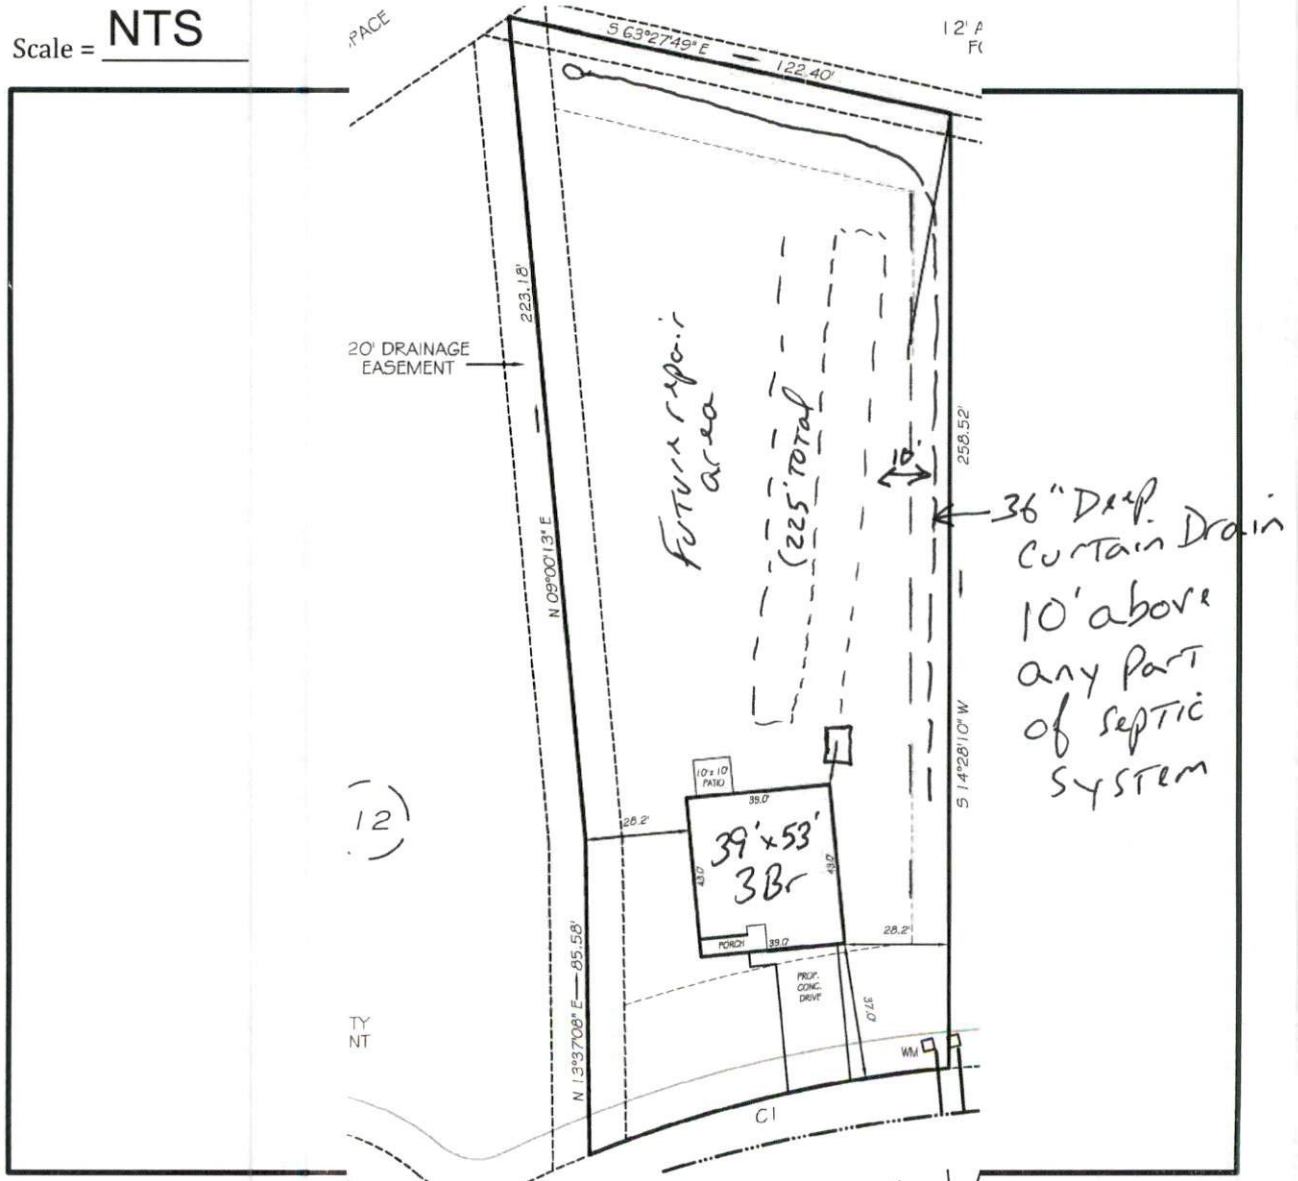 Scale = NTS
PACE
S 63°27'49" E
122.40'
12' A
F
223.18'
20' DRAINAGE
EASEMENT
Future repair
area
(225' Total
10'
258.52'
36" Deep
Curtain Drain
10' above
any Part
of Septic
System
N 09°00'13" E
S 14°28'10" W
10'x10'
PATIO
39.0'
28.2'
12
39'x53'
3Br
43.0'
43.0'
PORCH
39.0'
28.2'
PROP.
CONC.
DRIVE
37.0'
N 13°37'08" E—85.58'
TY
NT
WM
C1